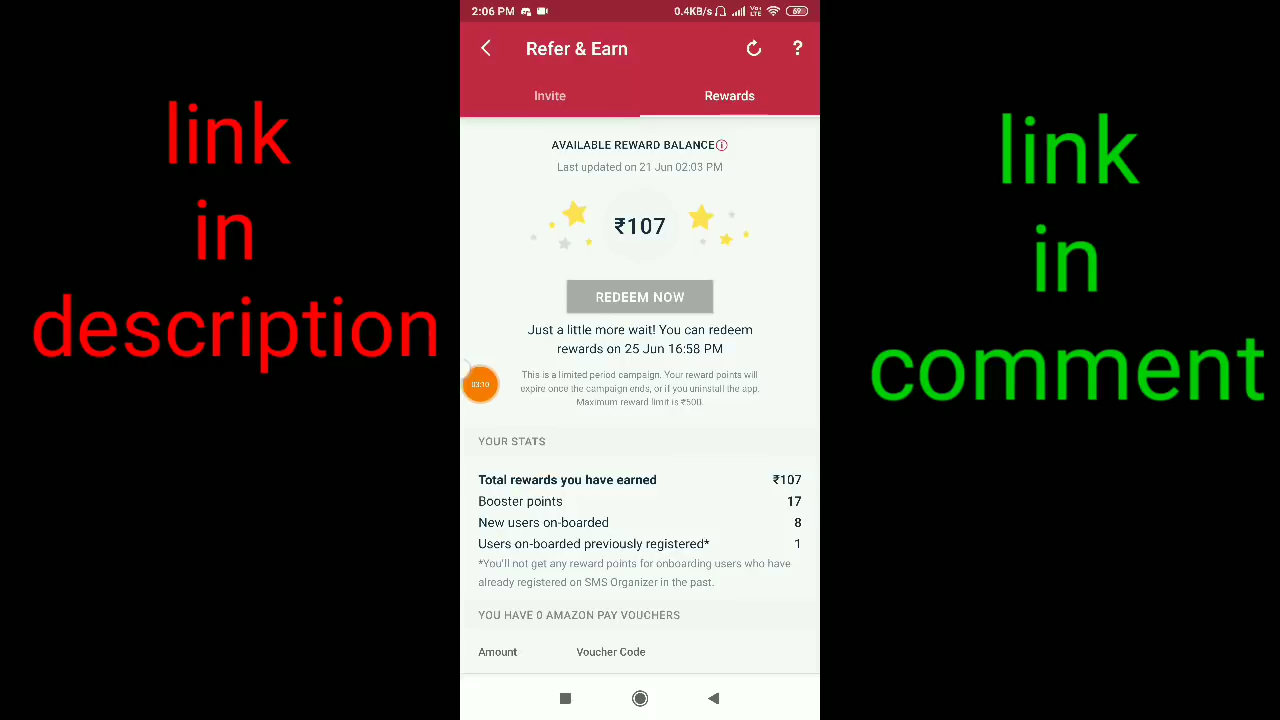 link
in
description
2:06 PM
0.4KB/s
Vo»
LTE
69
Refer & Earn
?
Invite
Rewards
AVAILABLE REWARD BALANCE
Last updated on 21 Jun 02:03 PM
₹107
REDEEM NOW
Just a little more wait! You can redeem
rewards on 25 Jun 16:58 PM
03:10
This is a limited period campaign. Your reward points will
expire once the campaign ends, or if you uninstall the app.
Maximum reward limit is ₹500.
YOUR STATS
Total rewards you have earned ₹107
Booster points 17
New users on-boarded 8
Users on-boarded previously registered* 1
*You'll not get any reward points for onboarding users who have
already registered on SMS Organizer in the past.
YOU HAVE 0 AMAZON PAY VOUCHERS
Amount Voucher Code
link
in
comment